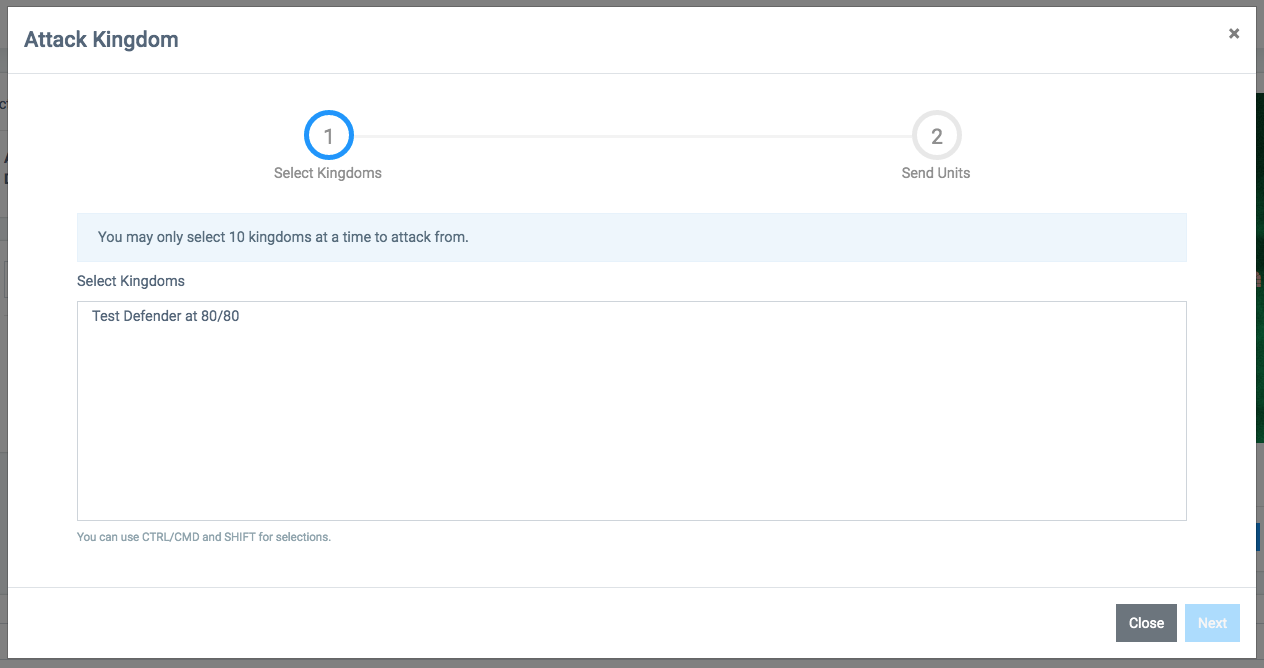 Attack Kingdom
×
1
2
Select Kingdoms
Send Units
You may only select 10 kingdoms at a time to attack from.
Select Kingdoms
Test Defender at 80/80
You can use CTRL/CMD and SHIFT for selections.
Close
Next